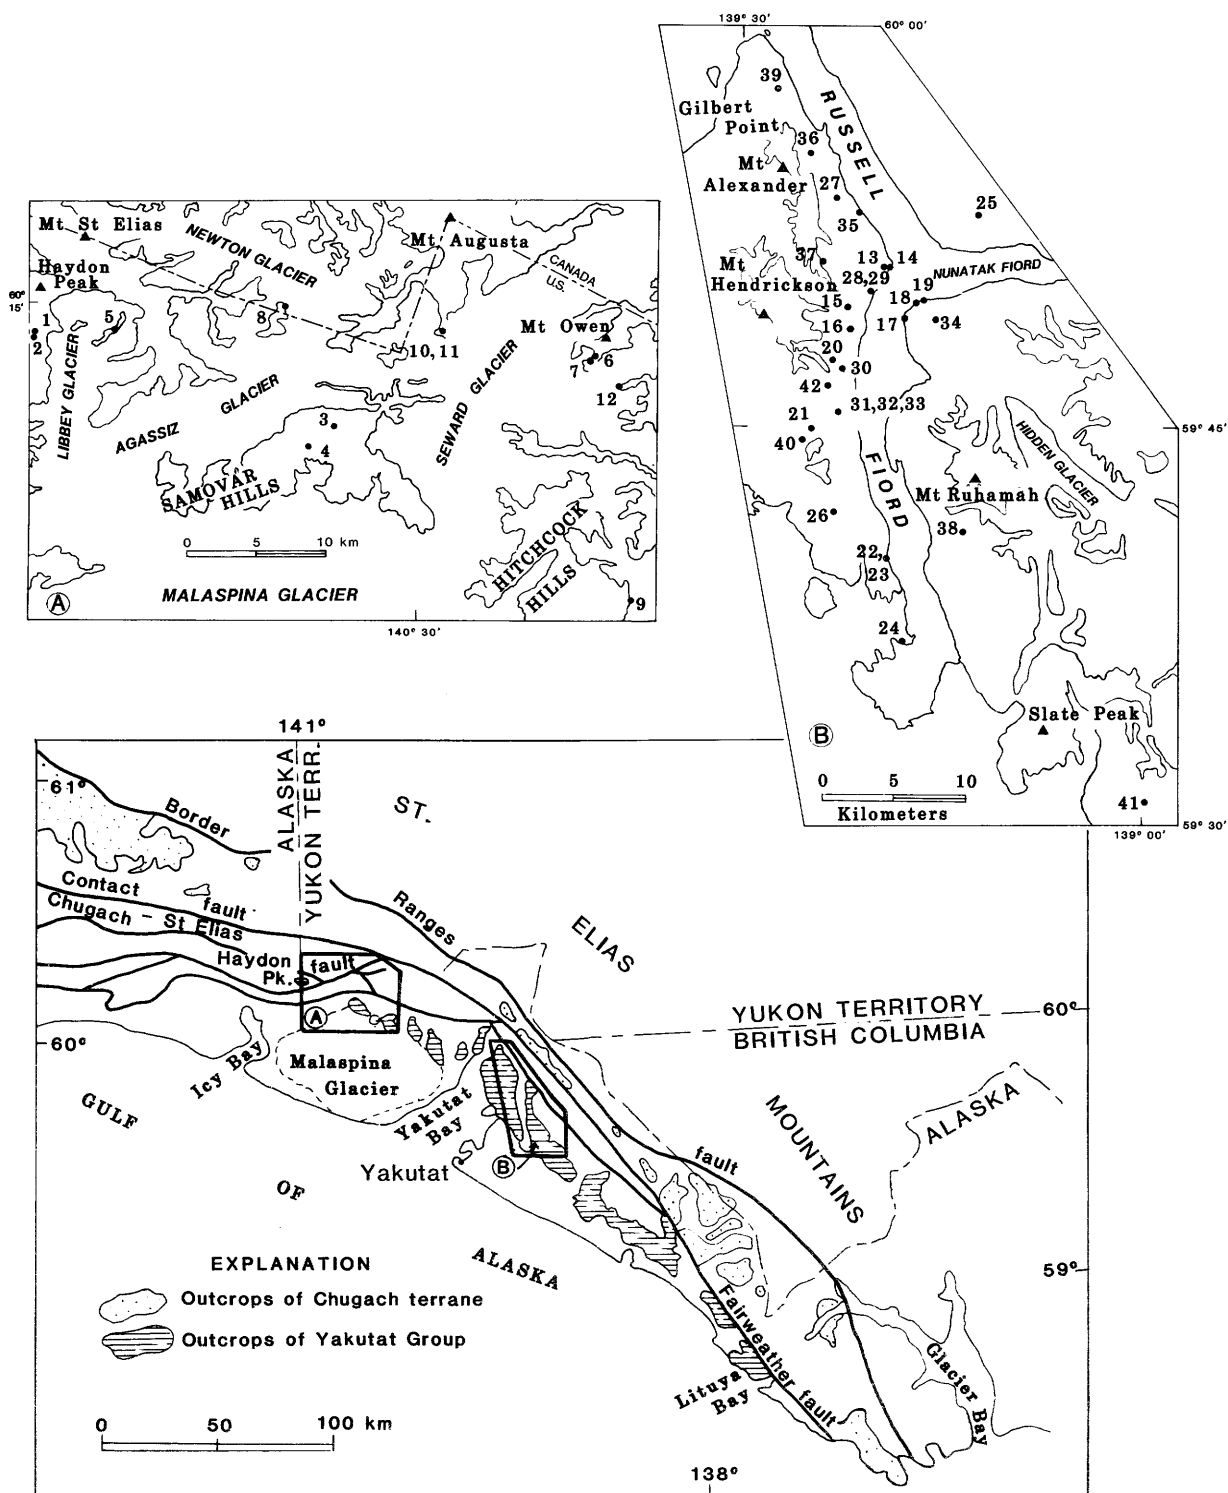 139° 30′
60° 00′
39
Gilbert
Point
RUSSELL
36
Mt
Alexander
27
35
25
37
13
14
NUNATAK FIORD
Mt
Hendrickson
28,29
19
15
18
16
17
34
20
30
42
31,32,33
21
40
59° 45′
FIORD
HIDDEN GLACIER
Mt Ruhamah
26
38
22,
23
24
Slate Peak
B
0 5 10
Kilometers
41
59° 30′
139° 00′
Mt St Elias
NEWTON GLACIER
Mt Augusta
CANADA
U.S.
Haydon
Peak
60°
15′
1
2
5
8
10,11
Mt Owen
7
6
12
LIBBEY GLACIER
AGASSIZ
GLACIER
SEWARD GLACIER
3
4
SAMOVAR
HILLS
0 5 10 km
HITCHCOCK
HILLS
A
MALASPINA GLACIER
9
140° 30′
141°
ALASKA
YUKON TERR.
61°
Border
ST.
Contact
fault
Chugach – St Elias
Ranges
ELIAS
Haydon
Pk.
fault
A
YUKON TERRITORY
BRITISH COLUMBIA
60°
60°
Icy Bay
Malaspina
Glacier
GULF
Yakutat
Bay
MOUNTAINS
ALASKA
Yakutat
B
fault
OF
ALASKA
59°
EXPLANATION
Outcrops of Chugach terrane
Outcrops of Yakutat Group
Fairweather fault
Lituya
Bay
Glacier Bay
0 50 100 km
138°